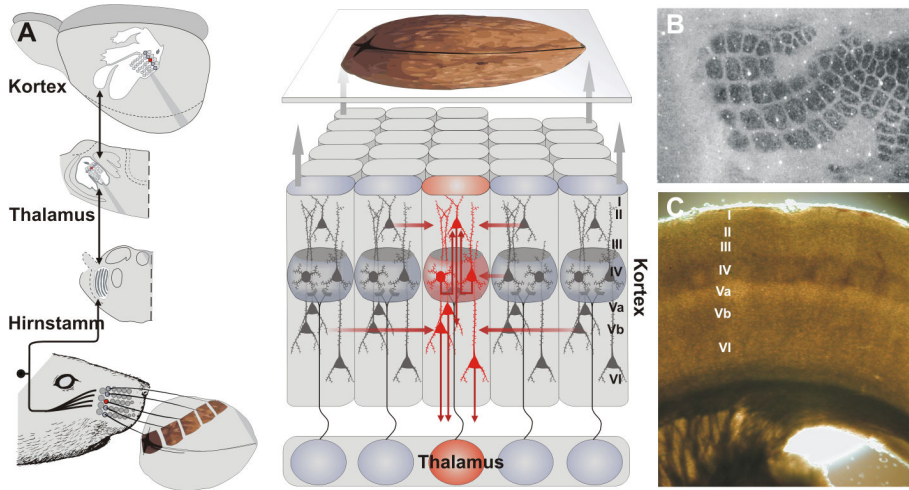 A
Kortex
Thalamus
Hirnstamm
I
II
III
IV
Va
Vb
VI
Kortex
Thalamus
B
C
I
II
III
IV
Va
Vb
VI